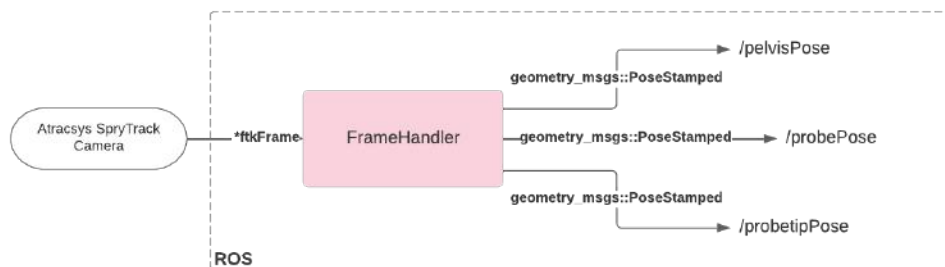 /pelvisPose
geometry_msgs::PoseStamped
Atracsys SpryTrack
Camera
*ftkFrame
FrameHandler
geometry_msgs::PoseStamped
/probePose
geometry_msgs::PoseStamped
/probetipPose
ROS